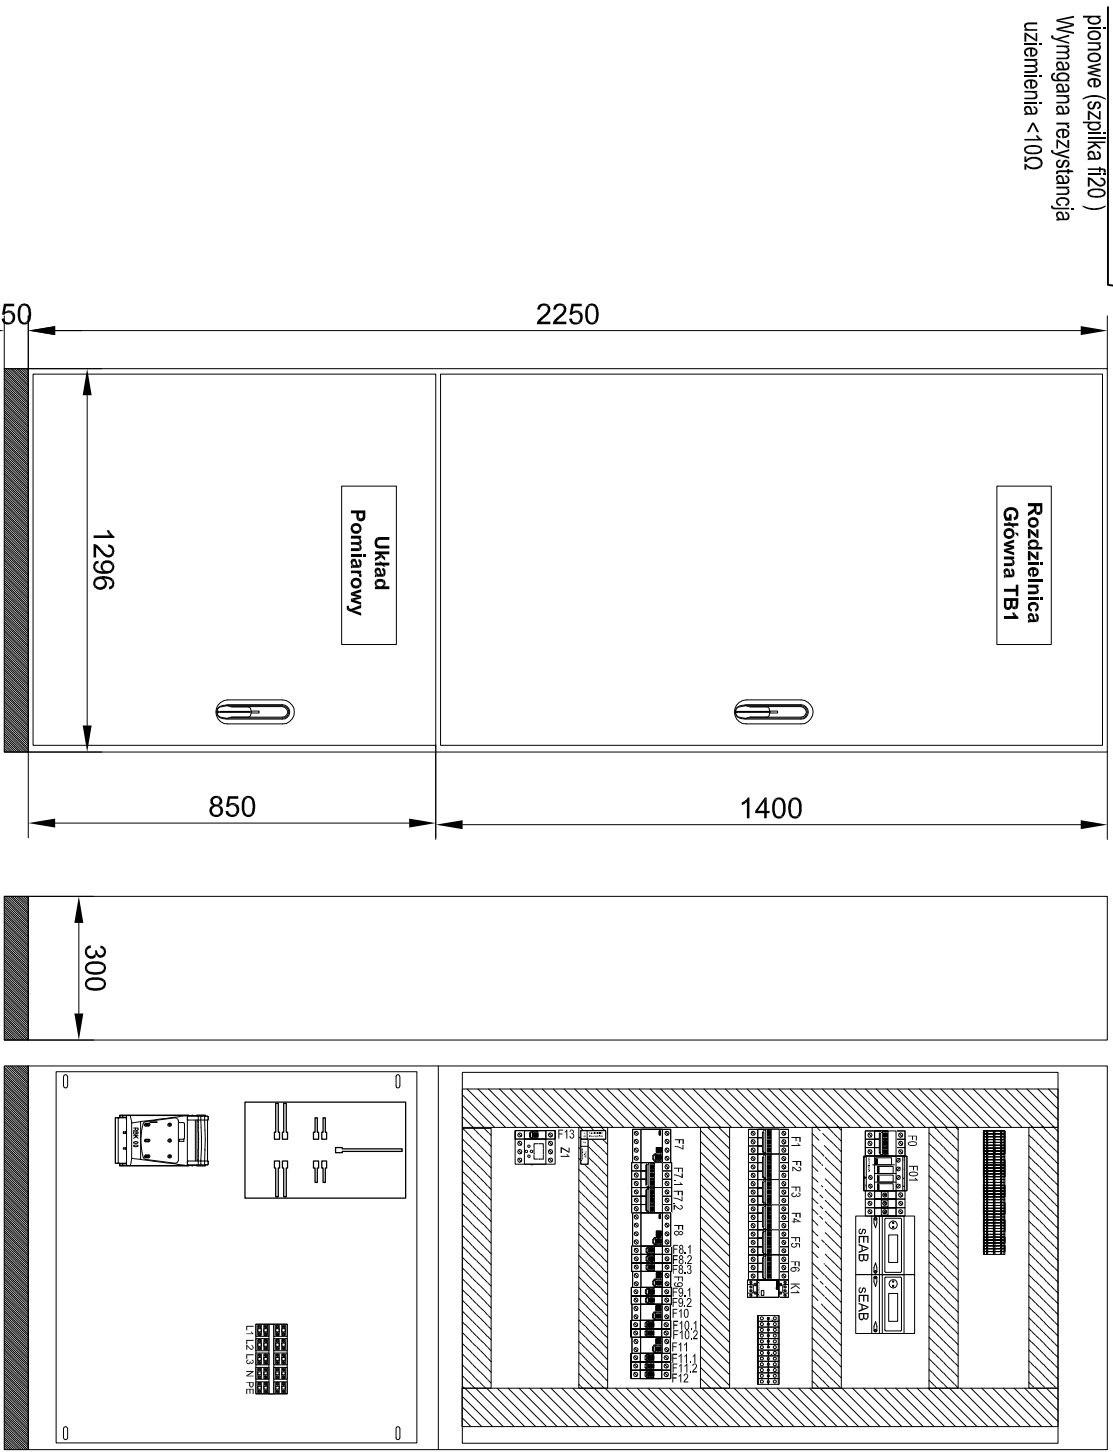 pionowe (szpilka fi20 )
Wymagana rezystancja
uziemienia <10Ω
50
2250
1296
Układ
Pomiarowy
Rozdzielnica
Główna TB1
850
1400
300
F0
F01
sEAB
sEAB
F1
F2
F3
F4
F5
F6
K1
F7
F7.1
F7.2
F8
F8.1
F8.2
F8.3
F9
F9.1
F9.2
F10
F10.1
F10.2
F11
F11.1
F11.2
F12
F13
Z1
RBK 00
L1 L2 L3 N PE